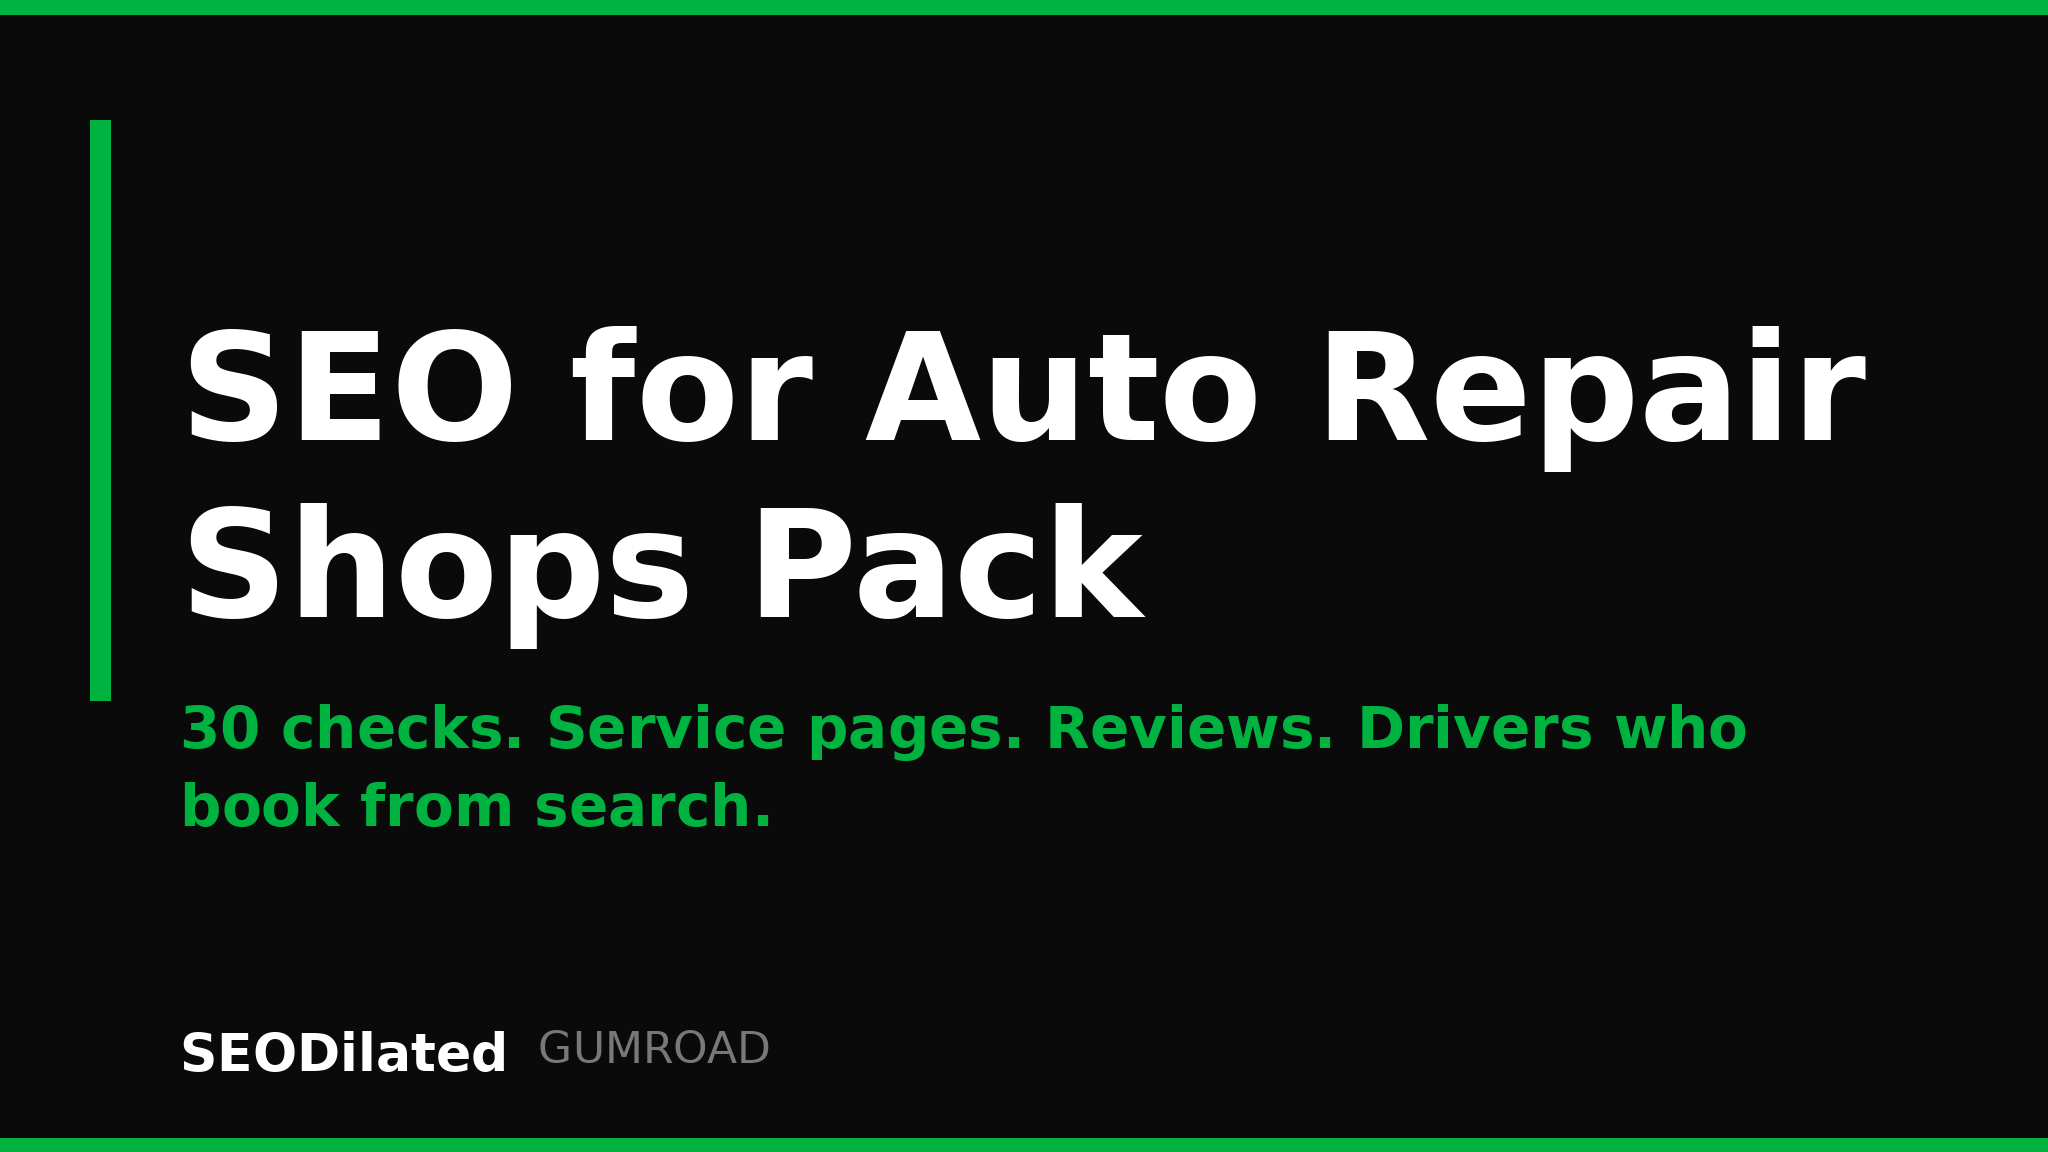 SEO for Auto Repair
Shops Pack
30 checks. Service pages. Reviews. Drivers who
book from search.
SEODilated GUMROAD